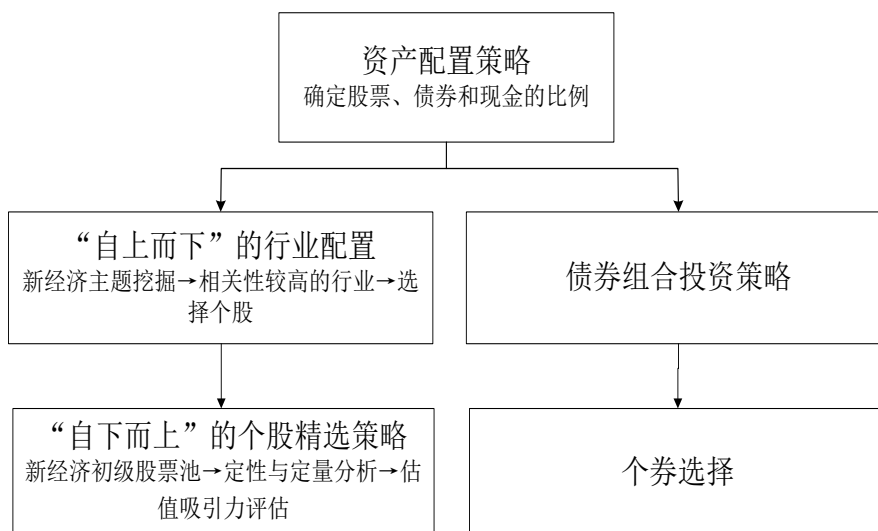 资产配置策略
确定股票、债券和现金的比例
“自上而下”的行业配置
新经济主题挖掘→相关性较高的行业→选
择个股
债券组合投资策略
“自下而上”的个股精选策略
新经济初级股票池→定性与定量分析→估
值吸引力评估
个券选择